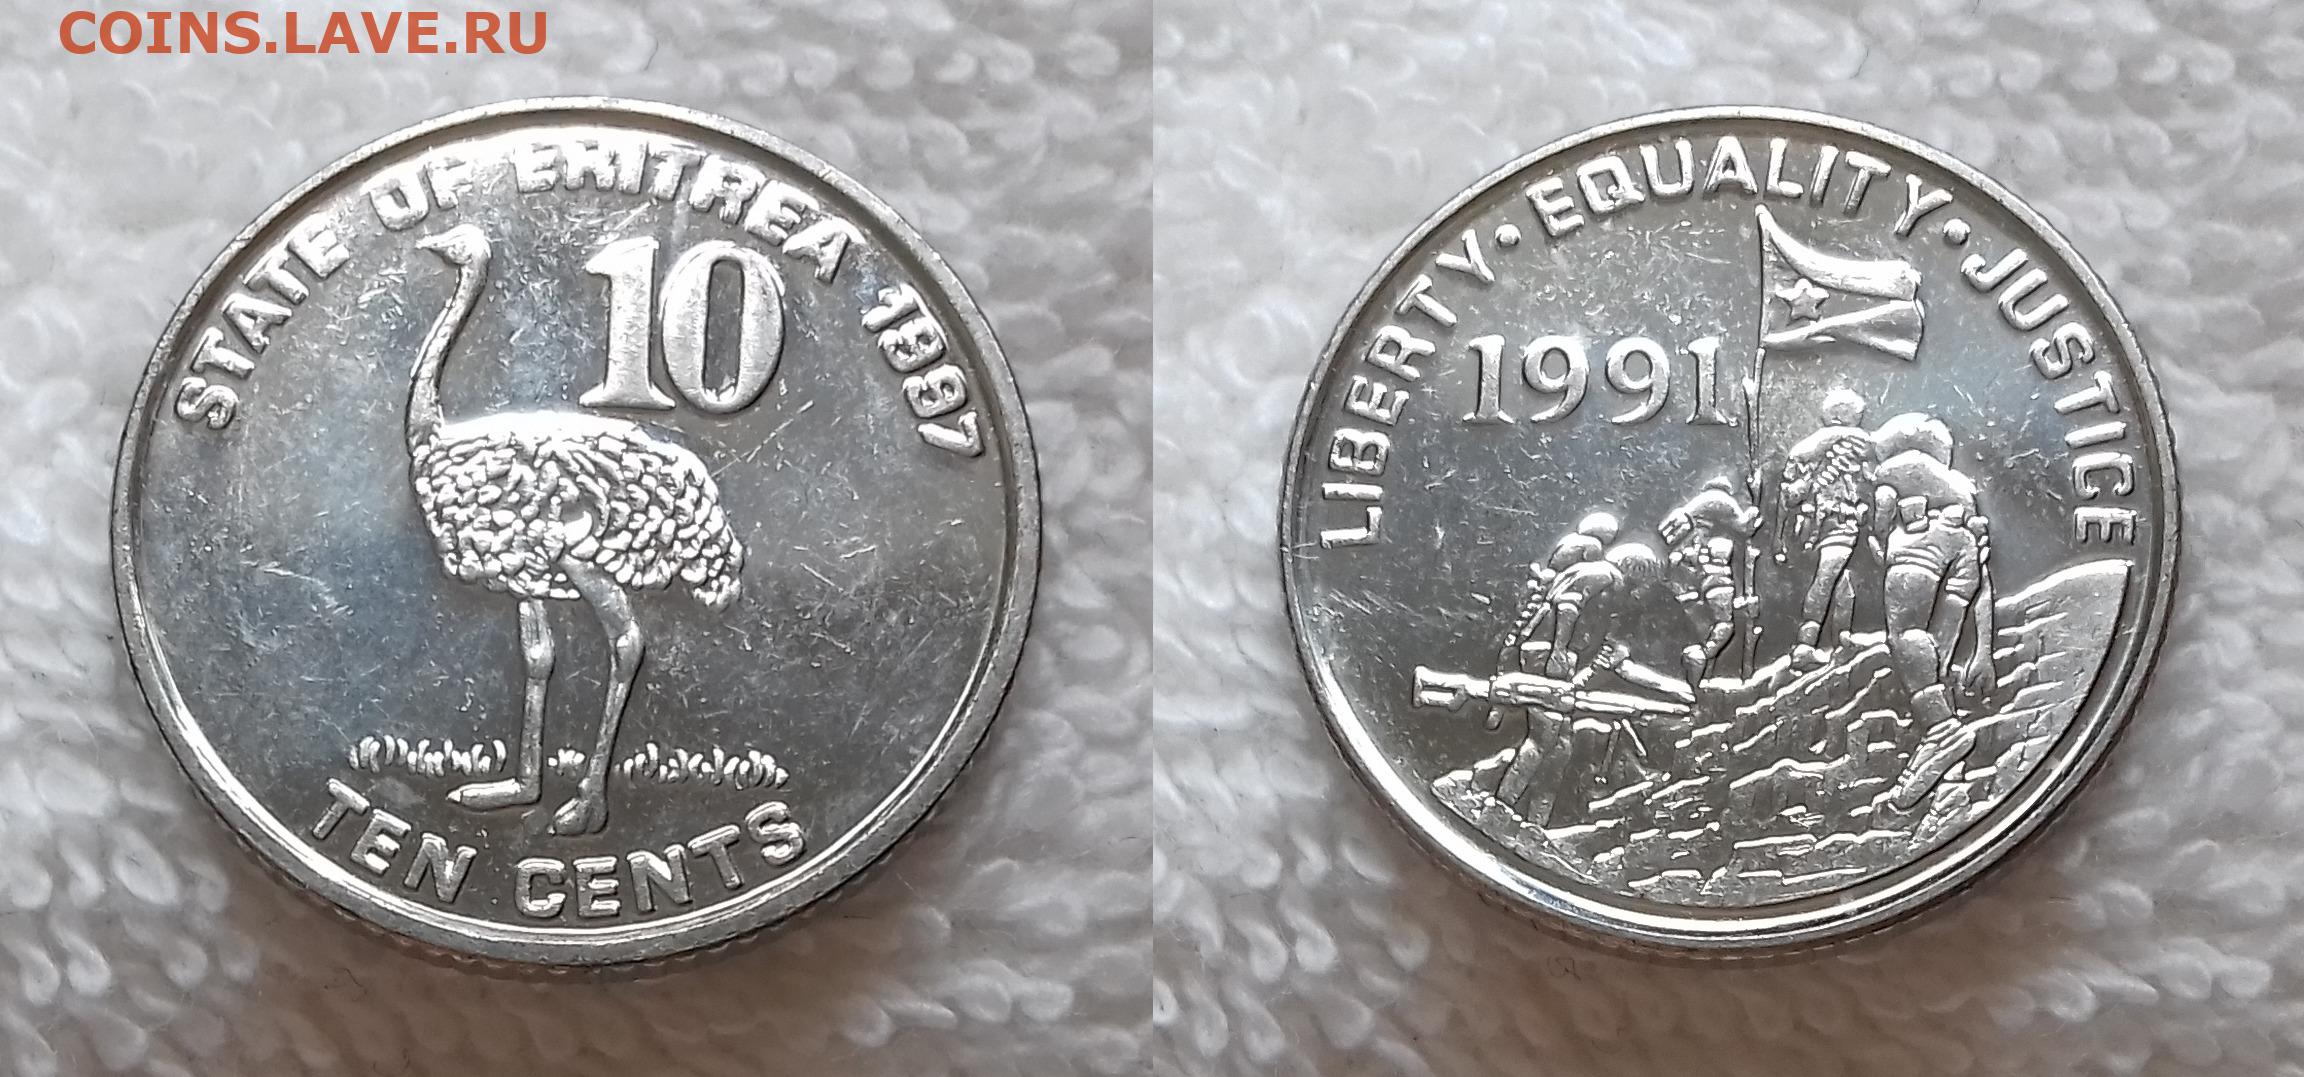 COINS.LAVE.RU
STATE OF ERITREA 1997
10
TEN CENTS
LIBERTY · EQUALITY · JUSTICE
1991